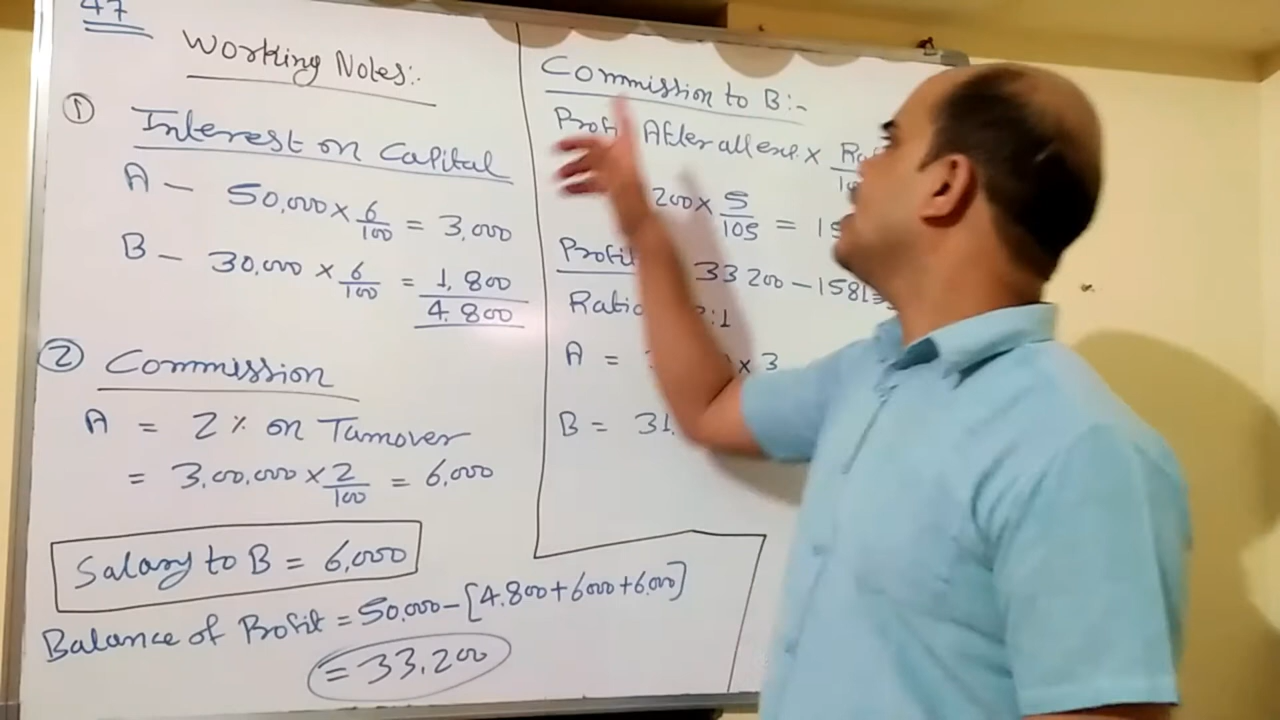 47
Working Notes:-
① Interest on Capital
A - 50,000 × 6/100 = 3,000
B - 30,000 × 6/100 = 1,800
4,800
② Commission
A = 2% on Turnover
= 3,00,000 × 2/100 = 6,000
Salary to B = 6,000
Balance of Profit = 50,000 - [4,800 + 6000 + 6,000]
= 33,200
Commission to B:-
After all exp. ×
200 × 5/105 =
33200 - 1581
:1
A = × 3
B = 31